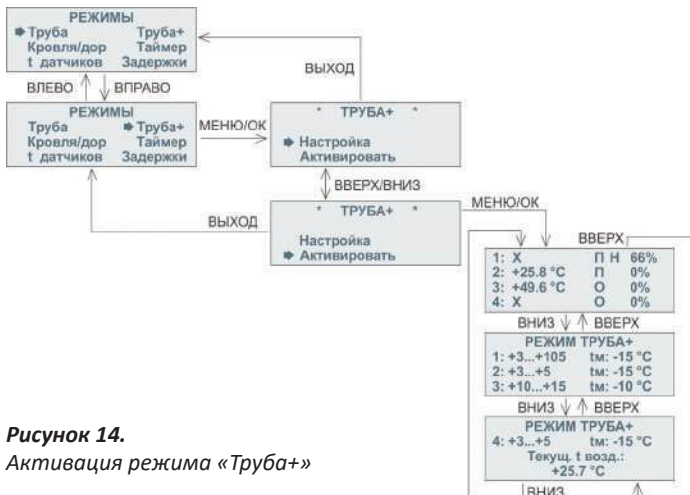 РЕЖИМЫ
➡ Труба Труба+
Кровля/дор Таймер
t датчиков Задержки
ВЫХОД
ВЛЕВО ВПРАВО
РЕЖИМЫ
Труба ➡ Труба+
Кровля/дор Таймер
t датчиков Задержки
МЕНЮ/ОК
* ТРУБА+ *
➡ Настройка
Активировать
ВВЕРХ/ВНИЗ
ВЫХОД
* ТРУБА+ *
Настройка
➡ Активировать
МЕНЮ/ОК
ВВЕРХ
1: X П Н 66%
2: +25.8 °C П 0%
3: +49.6 °C О 0%
4: X О 0%
ВНИЗ ВВЕРХ
РЕЖИМ ТРУБА+
1: +3...+105 tм: -15 °C
2: +3...+5 tм: -15 °C
3: +10...+15 tм: -10 °C
ВНИЗ ВВЕРХ
РЕЖИМ ТРУБА+
4: +3...+5 tм: -15 °C
Текущ. t возд.:
+25.7 °C
ВНИЗ
Рисунок 14.
Активация режима «Труба+»